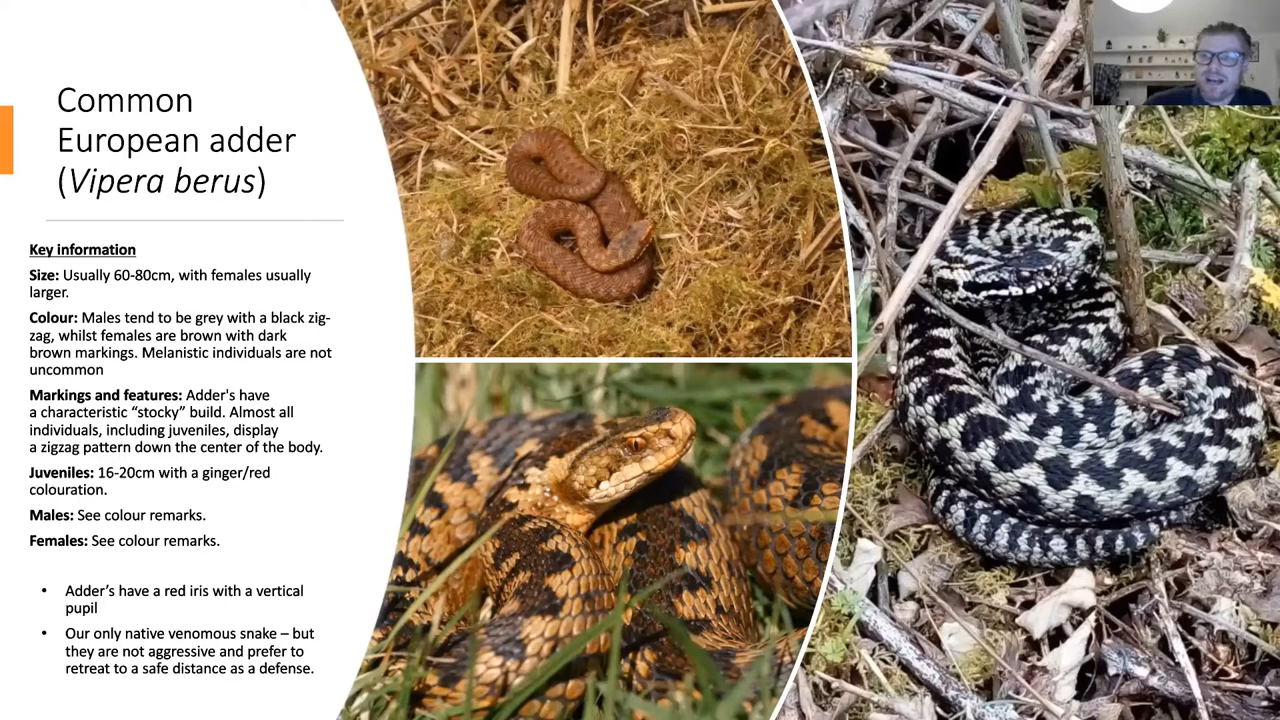 Common
European adder
(Vipera berus)
Key information
Size: Usually 60-80cm, with females usually
larger.
Colour: Males tend to be grey with a black zig-
zag, whilst females are brown with dark
brown markings. Melanistic individuals are not
uncommon
Markings and features: Adder's have
a characteristic “stocky” build. Almost all
individuals, including juveniles, display
a zigzag pattern down the center of the body.
Juveniles: 16-20cm with a ginger/red
colouration.
Males: See colour remarks.
Females: See colour remarks.
• Adder’s have a red iris with a vertical
pupil
• Our only native venomous snake – but
they are not aggressive and prefer to
retreat to a safe distance as a defense.